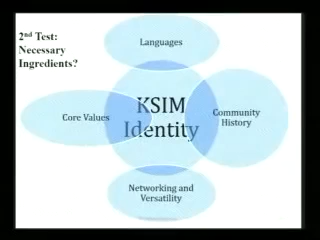 2nd Test:
Necessary
Ingredients?
Languages
Core Values
KSIM
Identity
Community
History
Networking and
Versatility